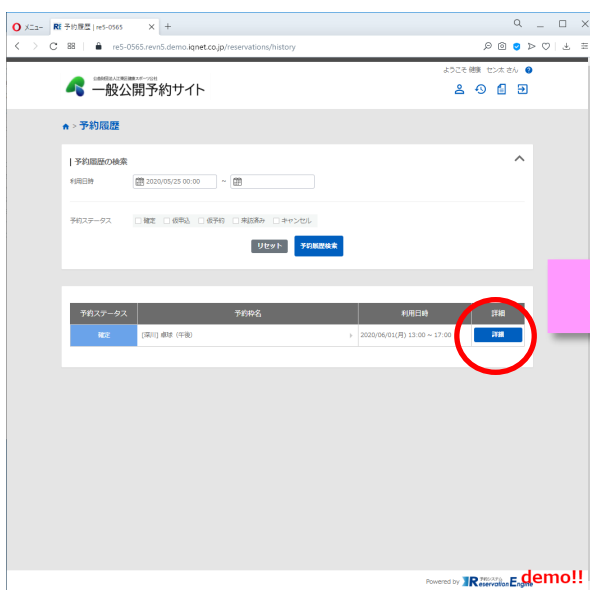 メニュー RE 予約履歴 | re5-0565 × +
re5-0565.revn5.demo.iqnet.co.jp/reservations/history
ようこそ 健康 センタ さん ?
一般公開予約サイト
> 予約履歴
予約履歴の検索
利用日時 2020/05/25 00:00 ~
予約ステータス 確定 仮申込 仮予約 来訪済み キャンセル
リセット 予約履歴検索
予約ステータス 予約枠名 利用日時 詳細
確定 [深川] 卓球 (午後) 2020/06/01(月) 13:00 ~ 17:00 詳細
Powered by Reservation Engine demo!!